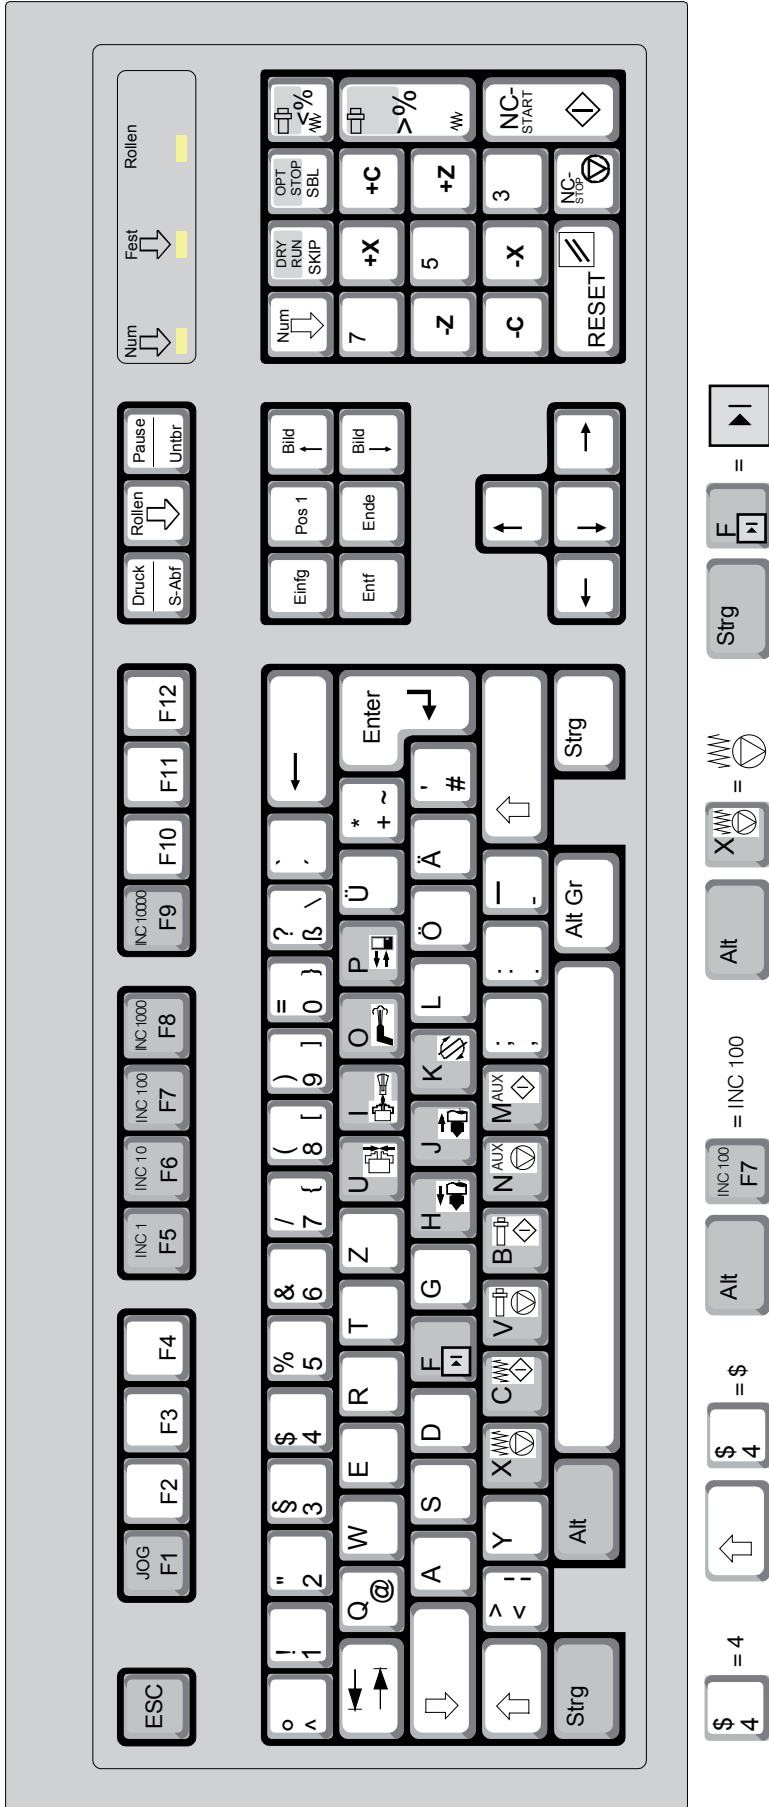 ESC
JOG F1
F2
F3
F4
INC 1 F5
INC 10 F6
INC 100 F7
INC 1000 F8
INC 10000 F9
F10
F11
F12
Druck S-Abf
Rollen
Pause Untbr
Num
Fest
Rollen
° ^
! 1
" 2
§ 3
$ 4
% 5
& 6
/ 7 {
( 8 [
) 9 ]
= 0 }
? ß \
` ´
Einfg
Pos 1
Bild
Num
DRY RUN SKIP
OPT STOP SBL
<%
Q @
W
E
R
T
Z
U
I
O
P
Ü
* + ~
Enter
Entf
Ende
Bild
7
+X
+C
>%
A
S
D
F
G
H
J
K
L
Ö
Ä
' #
-Z
5
+Z
> < ¦
Y
X
C
V
B
N AUX
M AUX
; ,
: .
_ -
-C
-X
3
NC-START
Strg
Alt
Alt Gr
Strg
RESET
NC-STOP
$ 4 = 4
$ 4 = $
Alt INC 100 F7 = INC 100
Alt X =
Strg F =